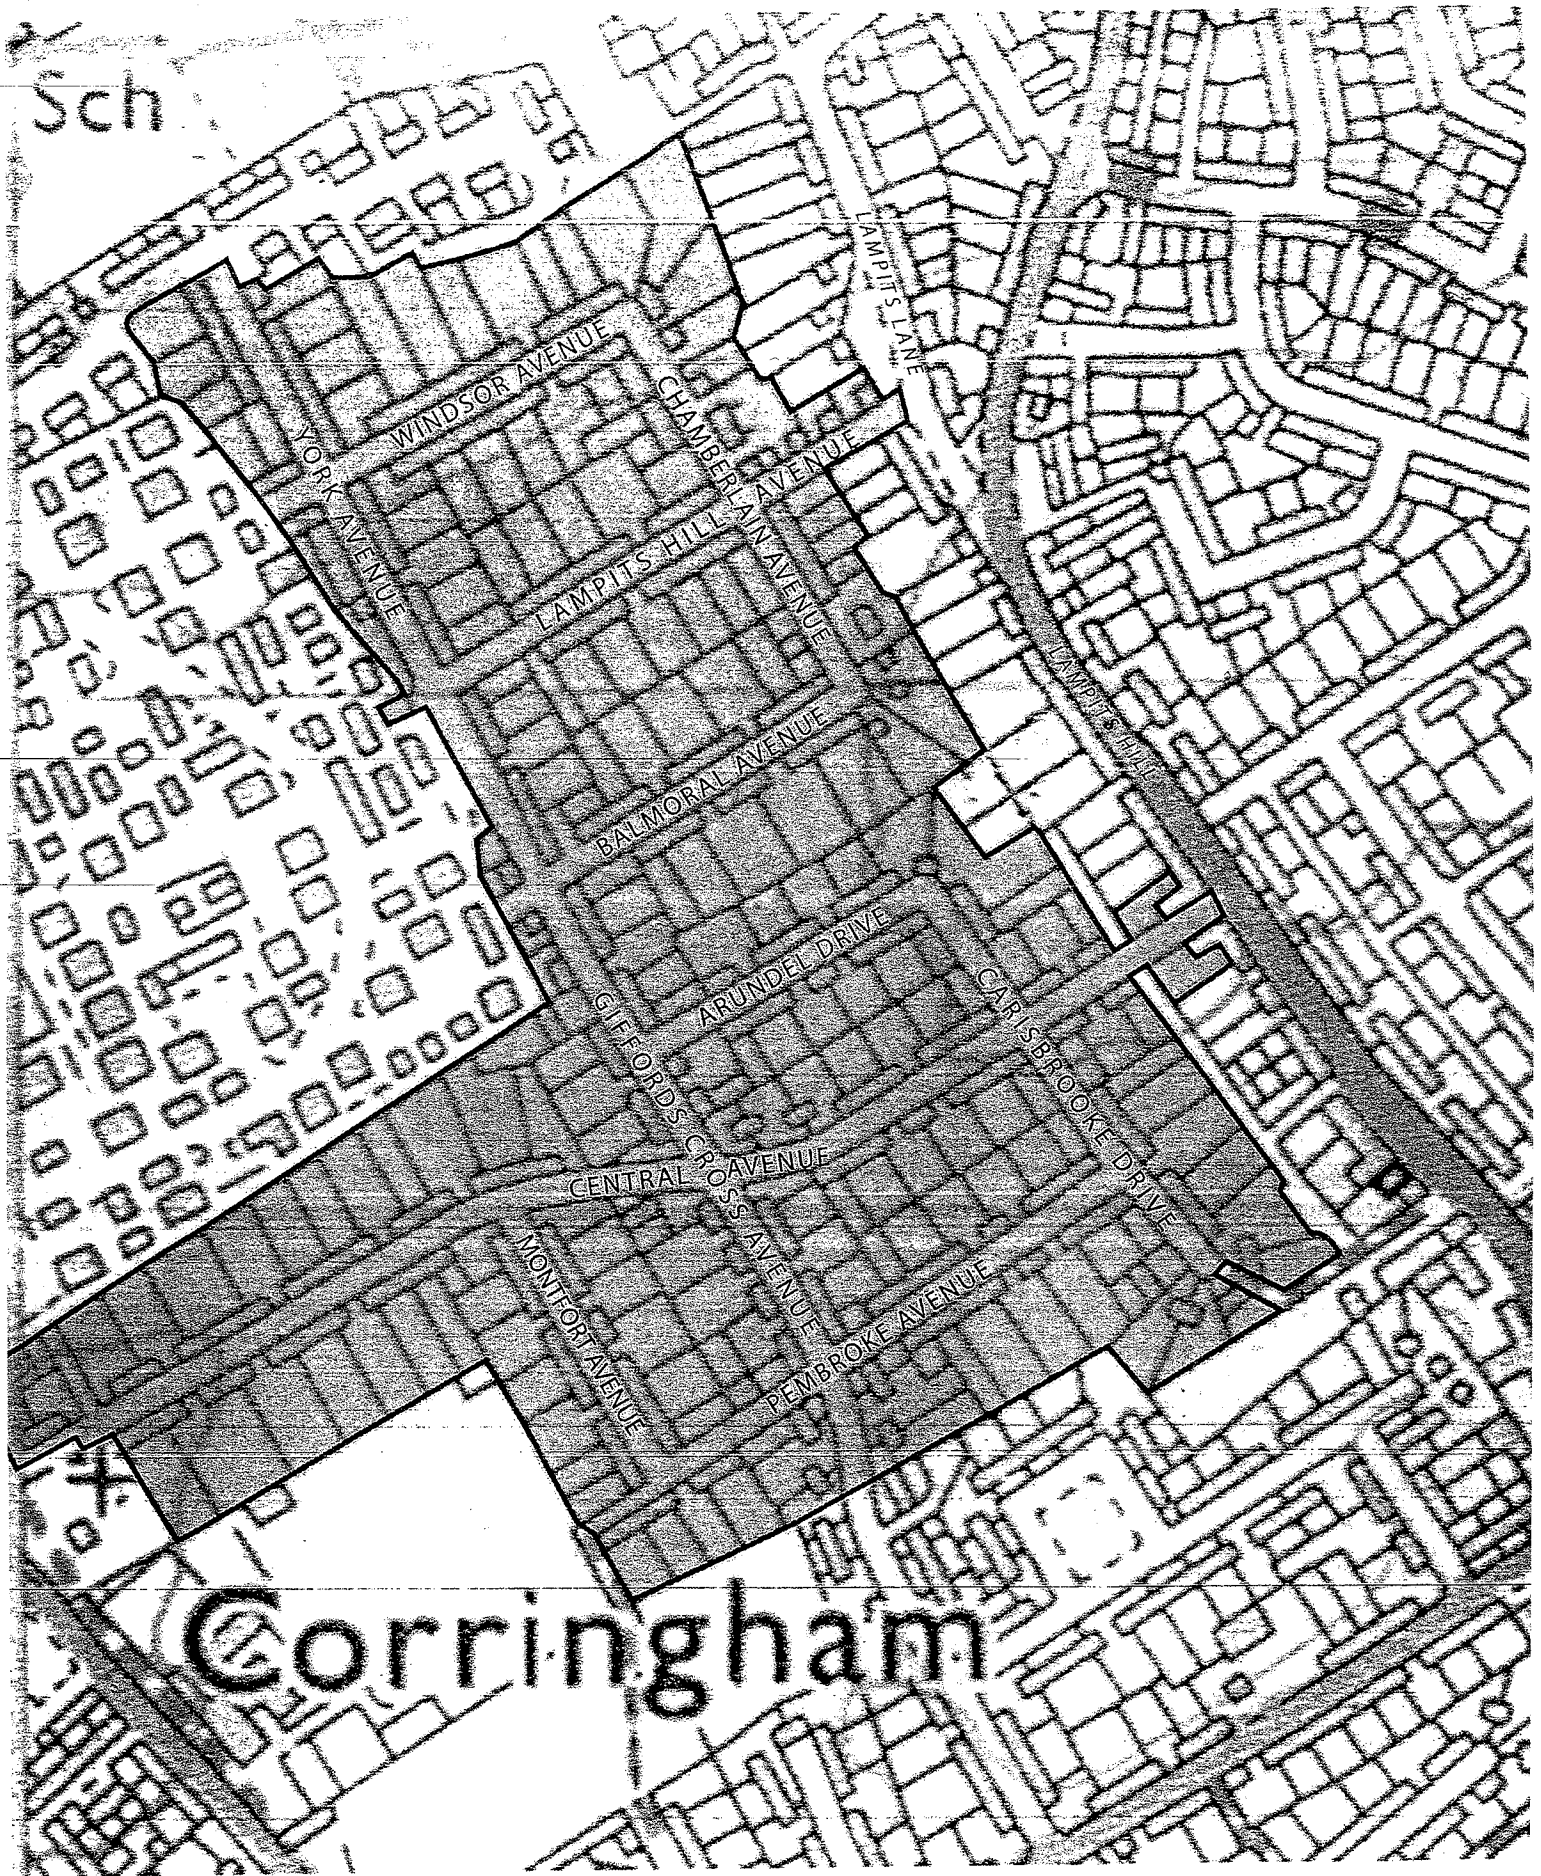 Sch
LAMPITS LANE
WINDSOR AVENUE
CHAMBERLAIN AVENUE
YORK AVENUE
LAMPITS HILL AVENUE
LAMPITS HILL
BALMORAL AVENUE
ARUNDEL DRIVE
CARISBROOKE DRIVE
GIFFORDS CROSS AVENUE
CENTRAL AVENUE
MONTFORT AVENUE
PEMBROKE AVENUE
Corringham